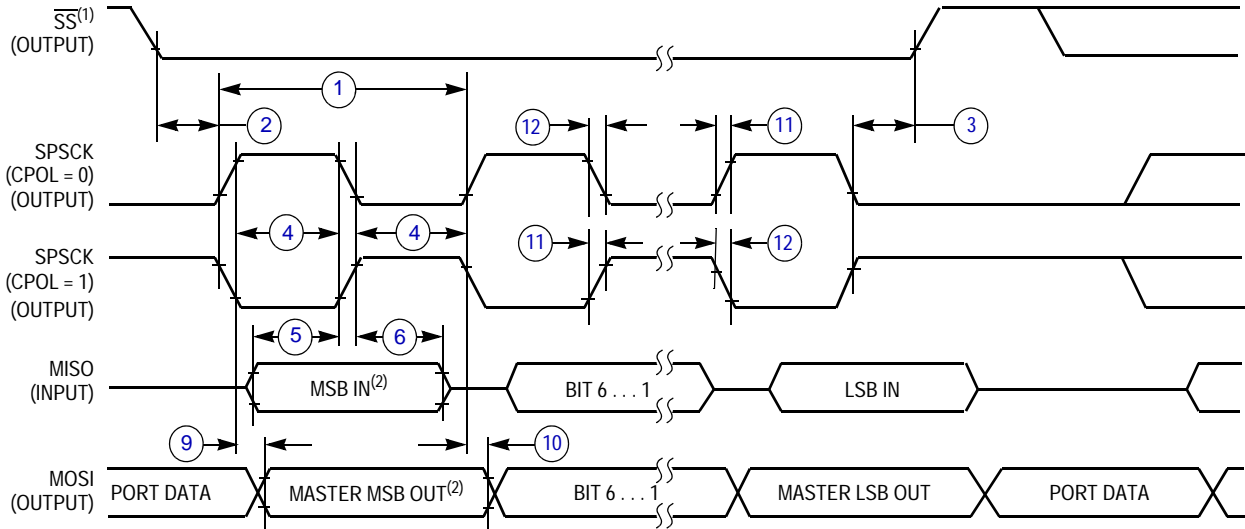 SS(1)
(OUTPUT)
1
2
12
11
3
SPSCK
(CPOL = 0)
(OUTPUT)
4
4
11
12
SPSCK
(CPOL = 1)
(OUTPUT)
5
6
MISO
(INPUT)
MSB IN(2)
BIT 6 . . . 1
LSB IN
9
10
MOSI
(OUTPUT)
PORT DATA
MASTER MSB OUT(2)
BIT 6 . . . 1
MASTER LSB OUT
PORT DATA